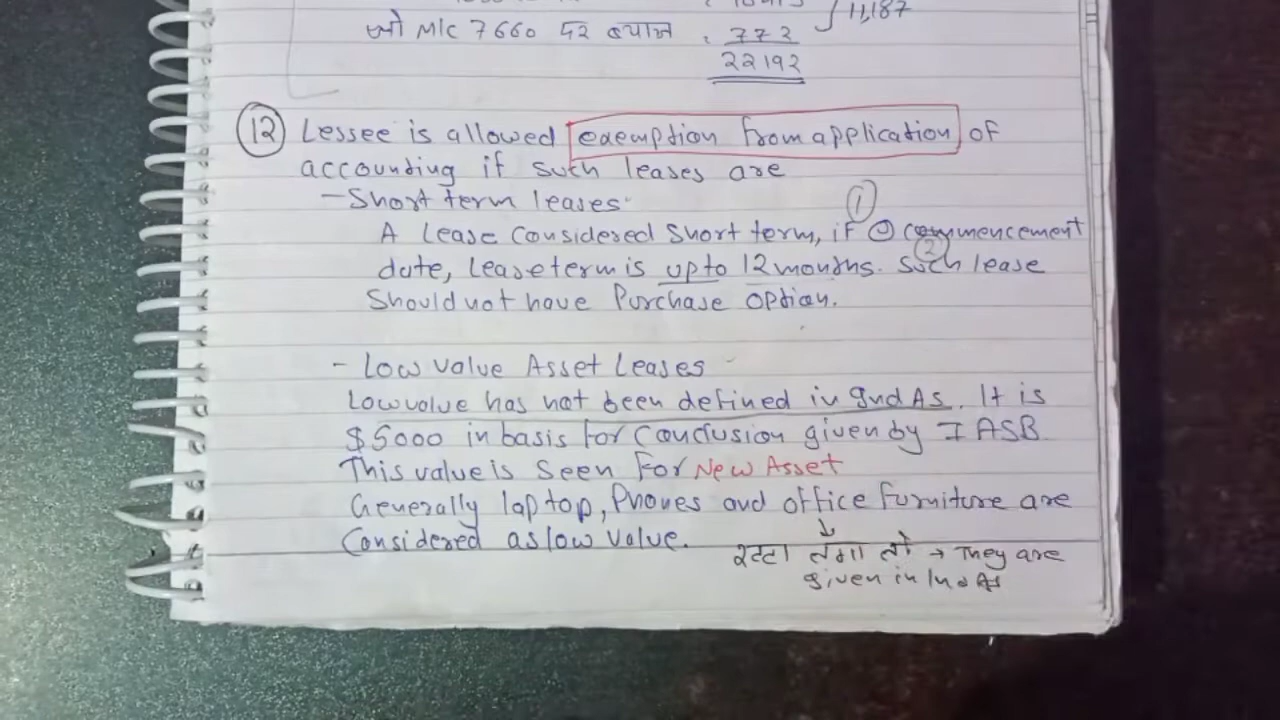 } 11,187
जो M/C 7660 पर ब्याज : 772
22192
12 Lessee is allowed exemption from application of
accounting if such leases are
- Short term leases
1
A Lease Considered Short term, if @ commencement
2
date, Lease term is upto 12 months. Such lease
Should not have Purchase Option.
- Low value Asset Leases -
Low value has not been defined in Ind As. It is
$5000 in basis for Conclusion given by IASB
This value is seen For New Asset
Generally laptop, Phones and office furniture are
Considered as low value.
रट्टा लगा लो → They are
given in Ind As